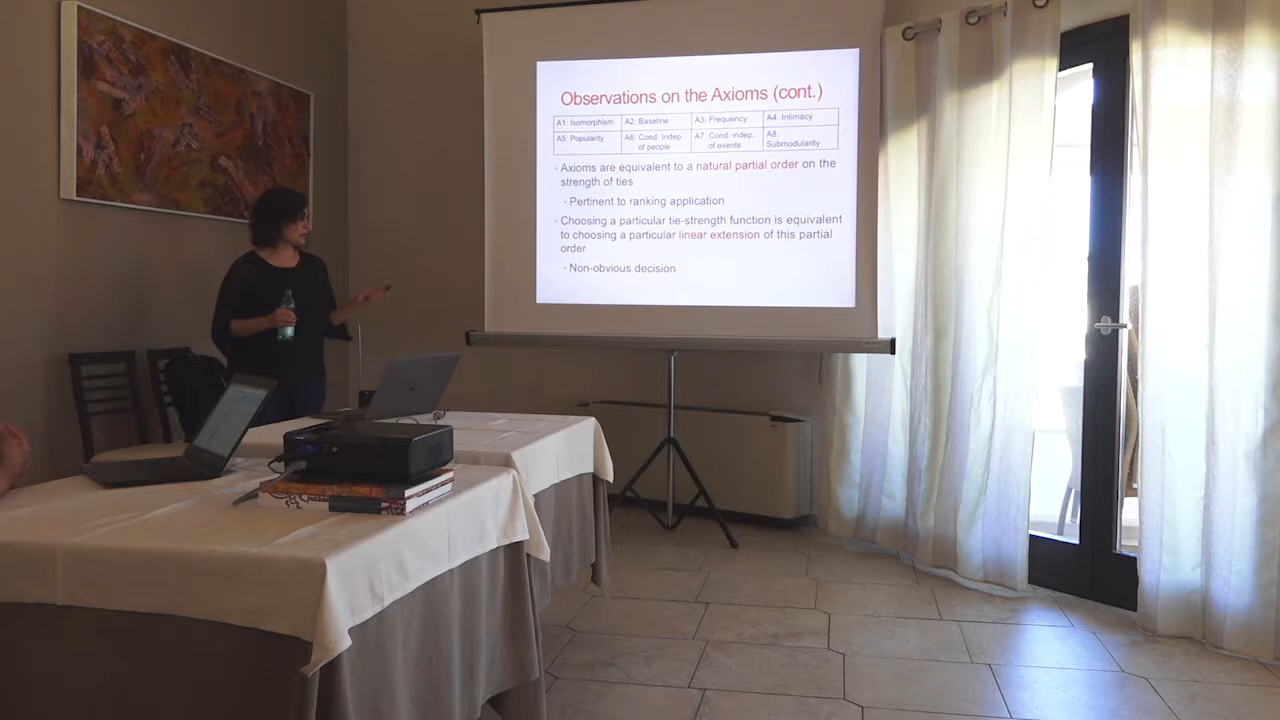 Observations on the Axioms (cont.)
A1: Isomorphism A2: Baseline A3: Frequency A4: Intimacy
A5: Popularity A6: Cond. Indep of people A7: Cond. indep. of events A8: Submodularity
· Axioms are equivalent to a natural partial order on the
strength of ties
· Pertinent to ranking application
· Choosing a particular tie-strength function is equivalent
to choosing a particular linear extension of this partial
order
· Non-obvious decision